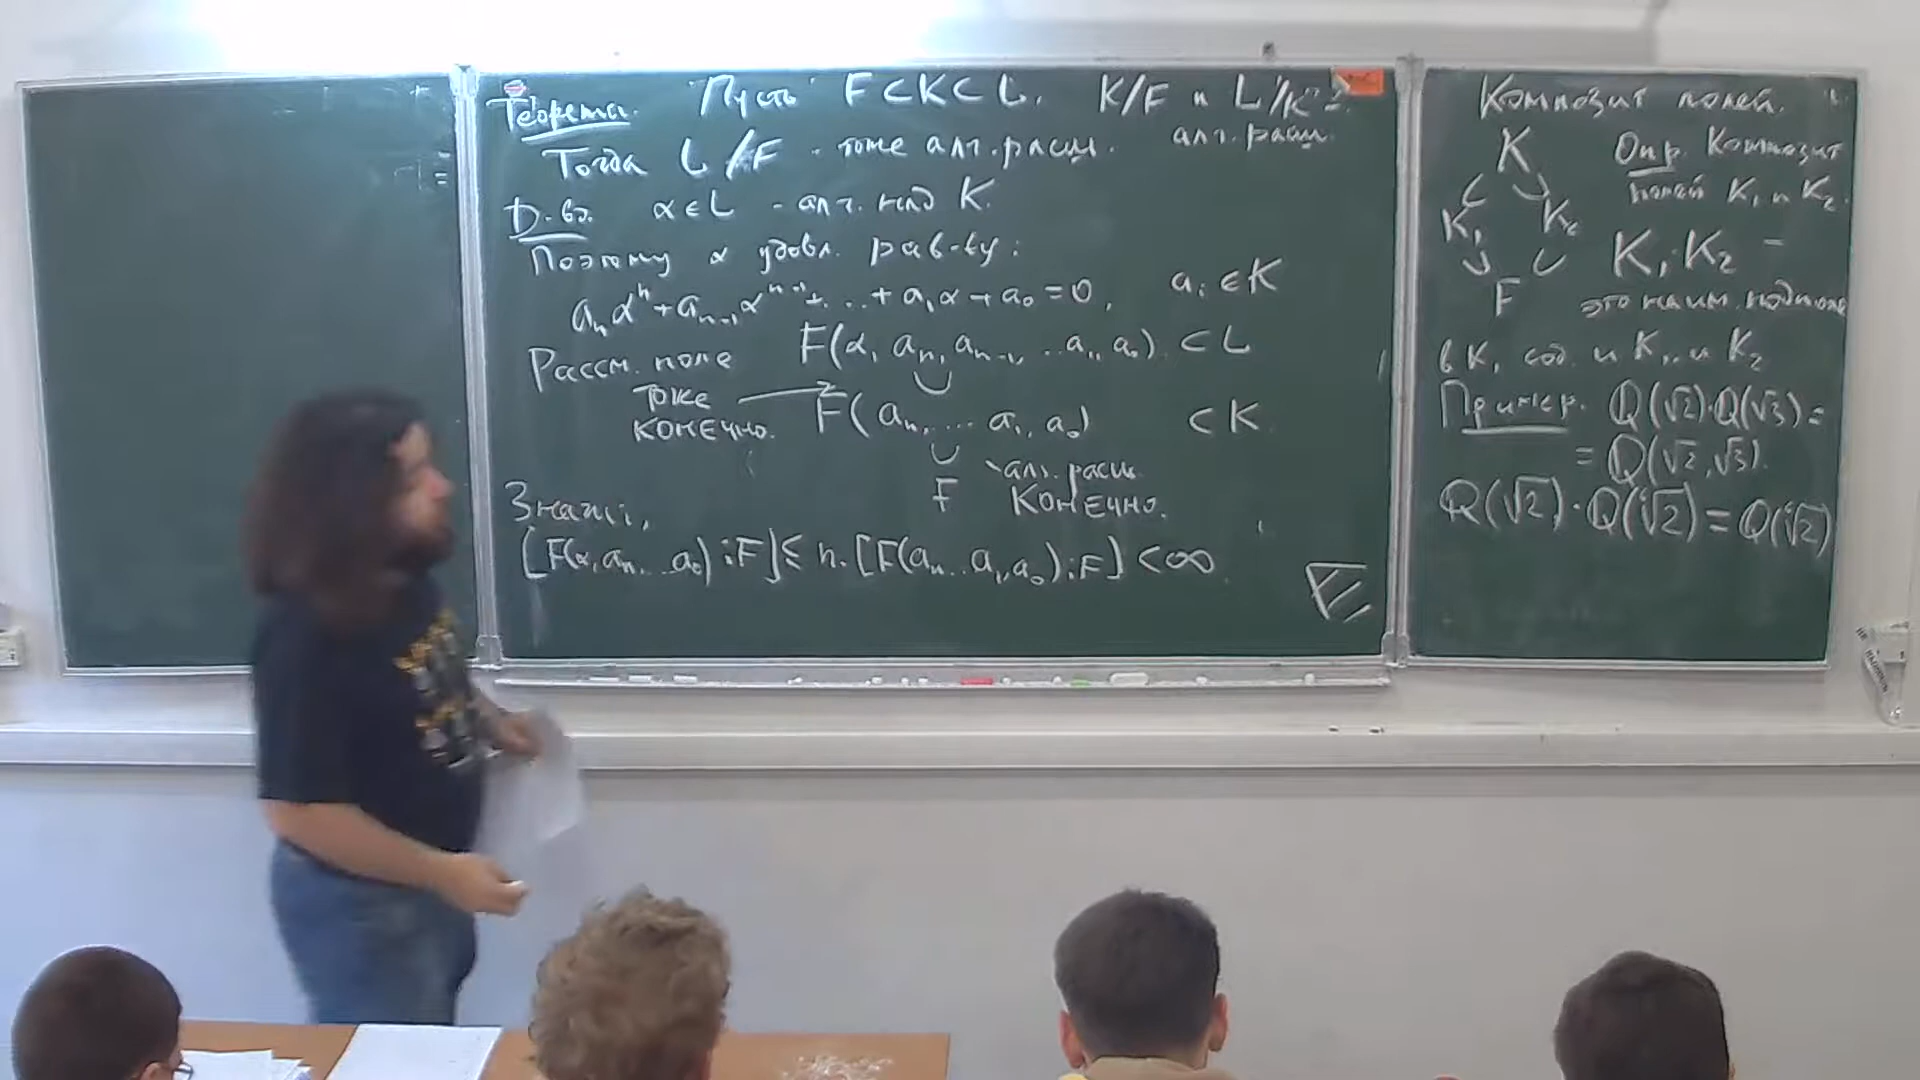 Теорема. Пусть F ⊂ K ⊂ L. K/F и L/K -
алг. расш.
Тогда L/F - тоже алг. расш.
Д-во. α ∈ L - алг. над K.
Поэтому α удовл. рав-ву:
aₙαⁿ + aₙ₋₁αⁿ⁻¹ + ... + a₁α + a₀ = 0, aᵢ ∈ K
Рассм. поле F(α, aₙ, aₙ₋₁, .. a₁, a₀) ⊂ L
∪
тоже конечно. → F(aₙ, ... a₁, a₀) ⊂ K
∪
F - алг. расш. конечно.
Значит,
[F(α, aₙ, ... a₀) : F] ≤ n · [F(aₙ .. a₁, a₀) : F] < ∞
Композит полей.
K
K₁ K₂
F
Опр. Композит
полей K₁ и K₂
K₁·K₂ -
это наим. подполе
в K, сод. и K₁, и K₂
Пример. Q(√2)·Q(√3) =
= Q(√2, √3).
Q(√2)·Q(i√2) = Q(i, √2)